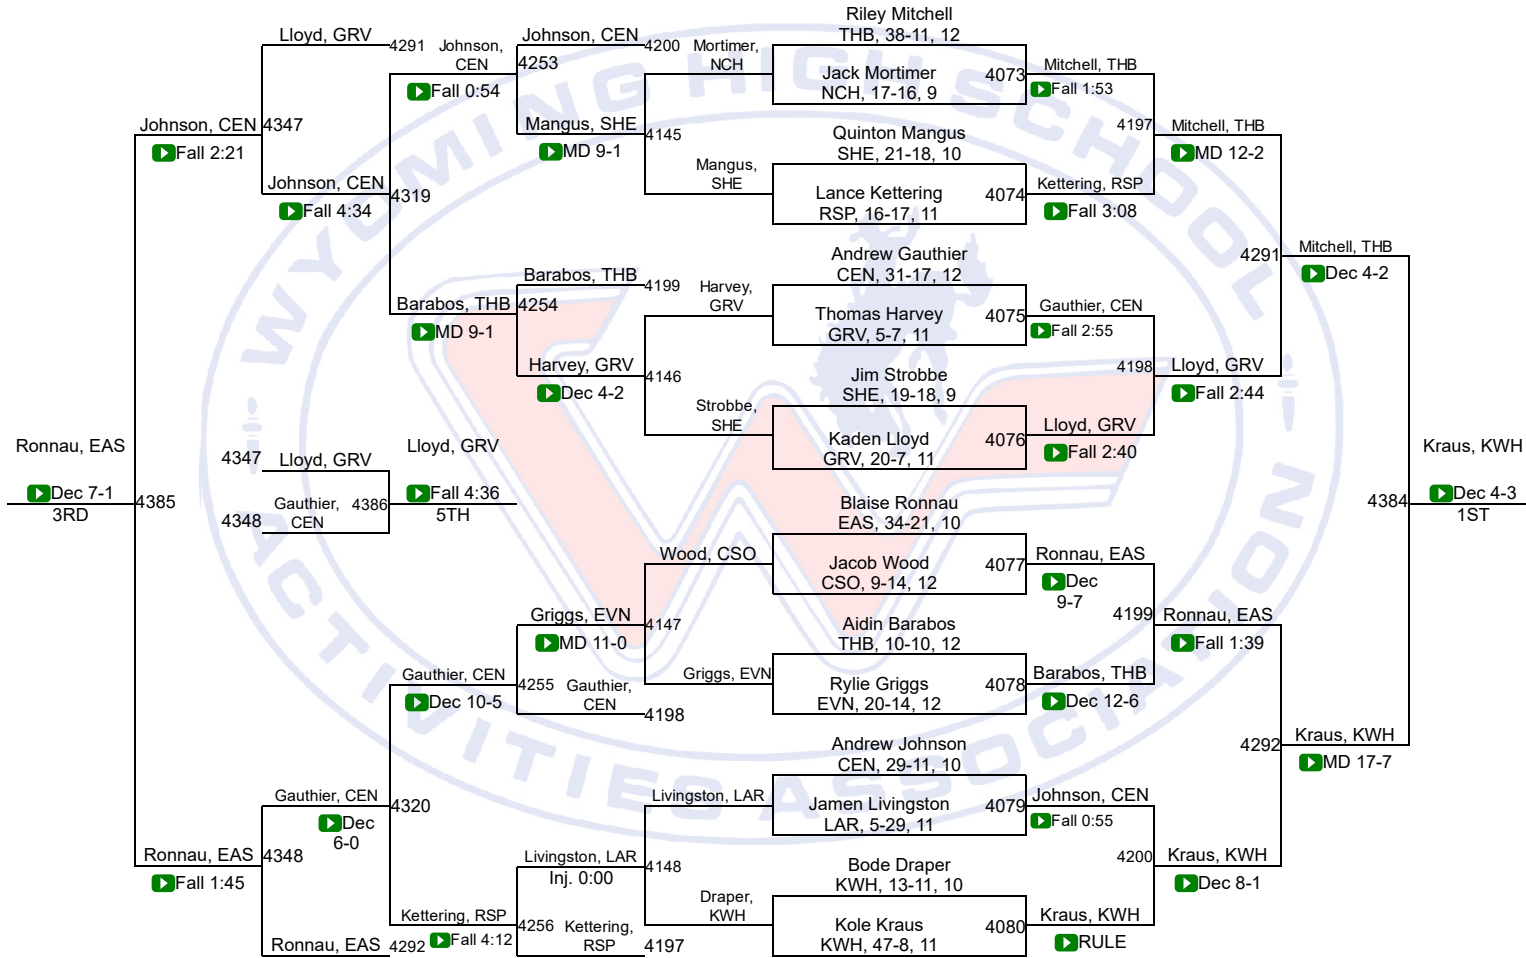 Lloyd, GRV
4291
Johnson,
CEN
Fall 0:54
Johnson, CEN
4253
4200
Mortimer,
NCH
Riley Mitchell
THB, 38-11, 12
Jack Mortimer
NCH, 17-16, 9
4073
Mitchell, THB
Fall 1:53
Johnson, CEN
4347
Fall 2:21
Mangus, SHE
MD 9-1
4145
Mangus,
SHE
Quinton Mangus
SHE, 21-18, 10
Lance Kettering
RSP, 16-17, 11
4074
Kettering, RSP
Fall 3:08
4197
Mitchell, THB
MD 12-2
Johnson, CEN
Fall 4:34
4319
Barabos, THB
MD 9-1
Barabos, THB
4254
4199
Harvey,
GRV
Andrew Gauthier
CEN, 31-17, 12
Thomas Harvey
GRV, 5-7, 11
4075
Gauthier, CEN
Fall 2:55
4291
Mitchell, THB
Dec 4-2
Harvey, GRV
Dec 4-2
4146
Strobbe,
SHE
Jim Strobbe
SHE, 19-18, 9
Kaden Lloyd
GRV, 20-7, 11
4076
Lloyd, GRV
Fall 2:40
4198
Lloyd, GRV
Fall 2:44
Ronnau, EAS
Dec 7-1
3RD
4385
4347
Lloyd, GRV
4348
Gauthier,
CEN
4386
Lloyd, GRV
Fall 4:36
5TH
Kraus, KWH
4384
Dec 4-3
1ST
Wood, CSO
Blaise Ronnau
EAS, 34-21, 10
Jacob Wood
CSO, 9-14, 12
4077
Ronnau, EAS
Dec
9-7
Griggs, EVN
MD 11-0
4147
Griggs, EVN
Aidin Barabos
THB, 10-10, 12
Rylie Griggs
EVN, 20-14, 12
4078
Barabos, THB
Dec 12-6
4199
Ronnau, EAS
Fall 1:39
Gauthier, CEN
Dec 10-5
4255
Gauthier,
CEN
4198
Andrew Johnson
CEN, 29-11, 10
Jamen Livingston
LAR, 5-29, 11
4079
Johnson, CEN
Fall 0:55
4292
Kraus, KWH
MD 17-7
Gauthier, CEN
Dec
6-0
4320
Livingston, LAR
Ronnau, EAS
Fall 1:45
4348
Livingston, LAR
Inj. 0:00
4148
Draper,
KWH
Bode Draper
KWH, 13-11, 10
Kole Kraus
KWH, 47-8, 11
4080
Kraus, KWH
RULE
4200
Kraus, KWH
Dec 8-1
Kettering, RSP
Fall 4:12
4256
Kettering,
RSP
4197
Ronnau, EAS
4292
WYOMING HIGH SCHOOL
ACTIVITIES ASSOCIATION